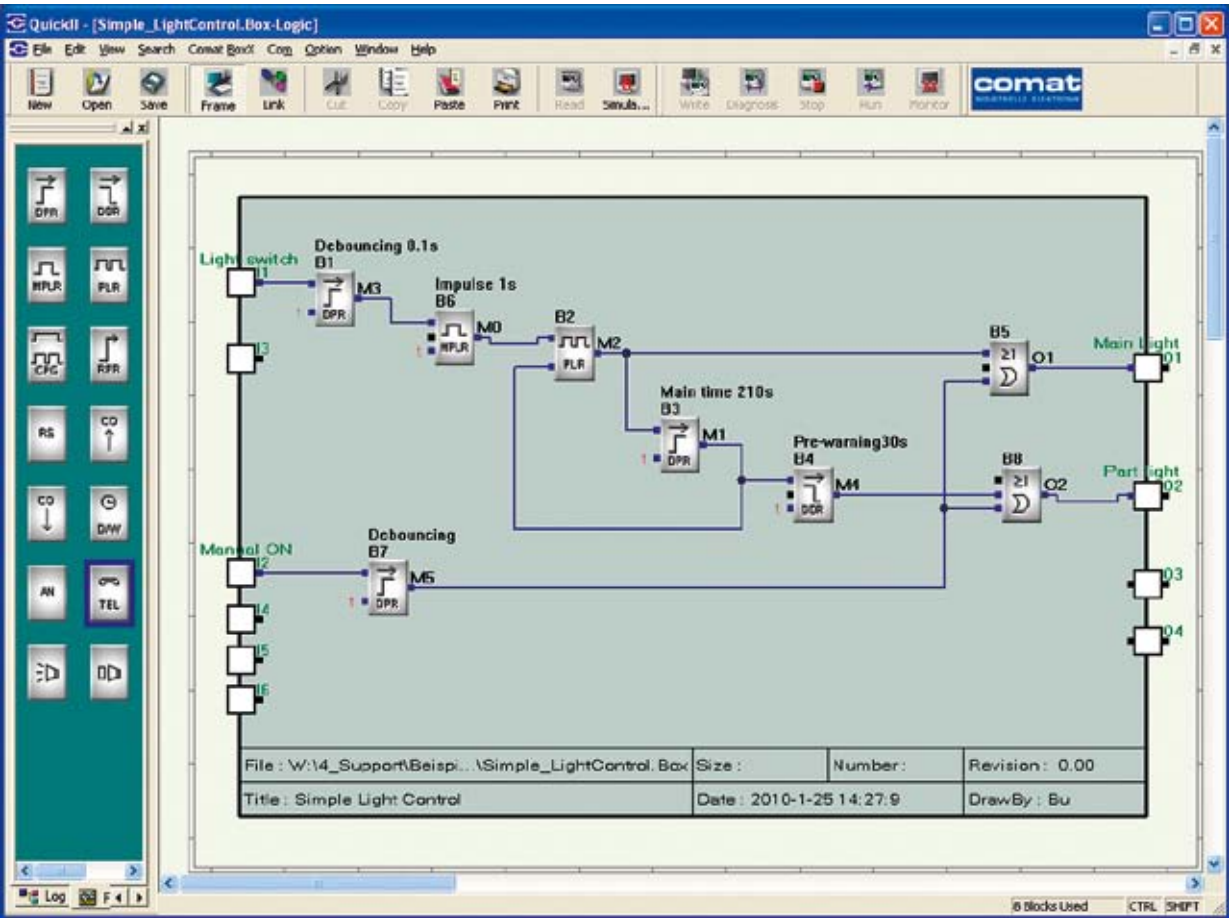 QuickII - [Simple_LightControl.Box-Logic]
File Edit View Search Comat BoxX Com Option Window Help
New Open Save Frame Link Cut Copy Paste Print Read Simula... Write Diagnosis Stop Run Monitor
comat
INDUSTRIELLE ELEKTRONIK
DPR DDR
MPLR PLR
CPG RFR
RS CO
CO D/W
AN TEL
Log F
Light switch
I1
Debouncing 0.1s
B1
DPR
M3
Impulse 1s
B6
MPLR
M0
B2
PLR
M2
I3
Main time 210s
B3
DPR
M1
Pre-warning30s
B4
DDR
M4
B5
≥1
O1
Main Light
O1
B8
≥1
O2
Part light
O2
Manual ON
I2
Debouncing
B7
DPR
M5
I4
I5
I6
O3
O4
File : W:\4_Support\Beispi...\Simple_LightControl.Box Size : Number : Revision : 0.00
Title : Simple Light Control Date : 2010-1-25 14:27:9 DrawBy : Bu
8 Blocks Used CTRL SHIFT